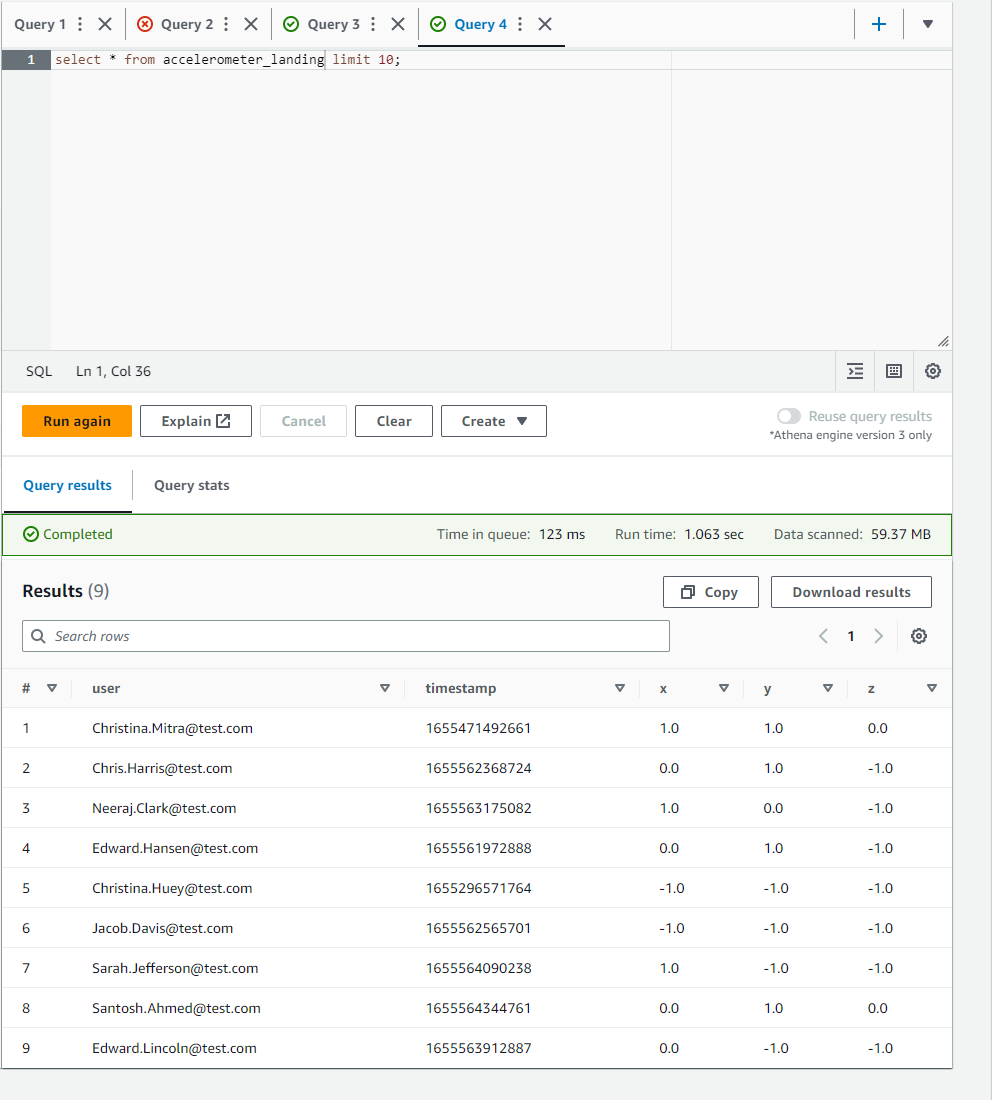 Query 1 Query 2 Query 3 Query 4
1 select * from accelerometer_landing limit 10;
SQL Ln 1, Col 36
Run again Explain Cancel Clear Create Reuse query results
*Athena engine version 3 only
Query results Query stats
Completed Time in queue: 123 ms Run time: 1.063 sec Data scanned: 59.37 MB
Results (9) Copy Download results
Search rows 1
# user timestamp x y z
1 Christina.Mitra@test.com 1655471492661 1.0 1.0 0.0
2 Chris.Harris@test.com 1655562368724 0.0 1.0 -1.0
3 Neeraj.Clark@test.com 1655563175082 1.0 0.0 -1.0
4 Edward.Hansen@test.com 1655561972888 0.0 1.0 -1.0
5 Christina.Huey@test.com 1655296571764 -1.0 -1.0 -1.0
6 Jacob.Davis@test.com 1655562565701 -1.0 -1.0 -1.0
7 Sarah.Jefferson@test.com 1655564090238 1.0 -1.0 -1.0
8 Santosh.Ahmed@test.com 1655564344761 0.0 1.0 0.0
9 Edward.Lincoln@test.com 1655563912887 0.0 -1.0 -1.0